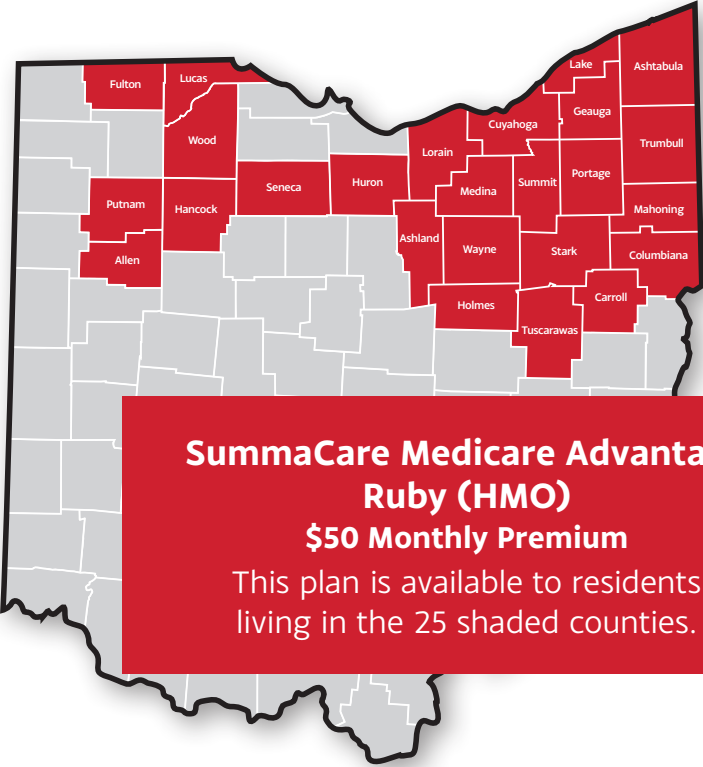 Lake
Ashtabula
Fulton
Lucas
Geauga
Cuyahoga
Wood
Trumbull
Lorain
Portage
Summit
Seneca
Huron
Medina
Putnam
Hancock
Mahoning
Ashland
Wayne
Stark
Columbiana
Allen
Carroll
Holmes
Tuscarawas
SummaCare Medicare Advanta
Ruby (HMO)
$50 Monthly Premium
This plan is available to residents
living in the 25 shaded counties.